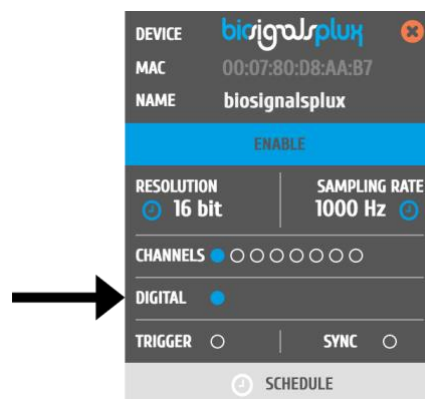 DEVICE biosignalsplux
MAC 00:07:80:D8:AA:B7
NAME biosignalsplux
ENABLE
RESOLUTION SAMPLING RATE
16 bit 1000 Hz
CHANNELS
DIGITAL
TRIGGER SYNC
SCHEDULE